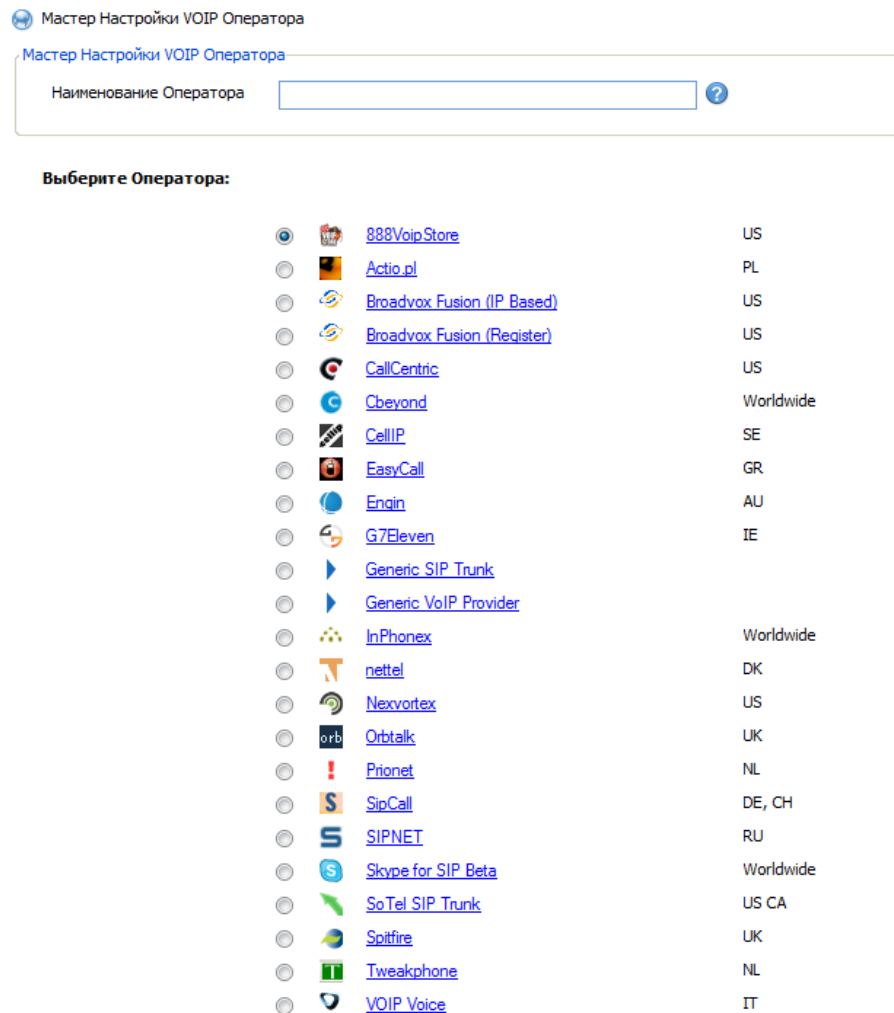 Мастер Настройки VOIP Оператора
Мастер Настройки VOIP Оператора
Наименование Оператора
?
Выберите Оператора:
888VoipStore US
Actio.pl PL
Broadvox Fusion (IP Based) US
Broadvox Fusion (Register) US
CallCentric US
Cbeyond Worldwide
CellIP SE
EasyCall GR
Engin AU
G7Eleven IE
Generic SIP Trunk
Generic VoIP Provider
InPhonex Worldwide
nettel DK
Nexvortex US
orb Orbtalk UK
Prionet NL
S SipCall DE, CH
S SIPNET RU
S Skype for SIP Beta Worldwide
SoTel SIP Trunk US CA
Spitfire UK
T Tweakphone NL
VOIP Voice IT